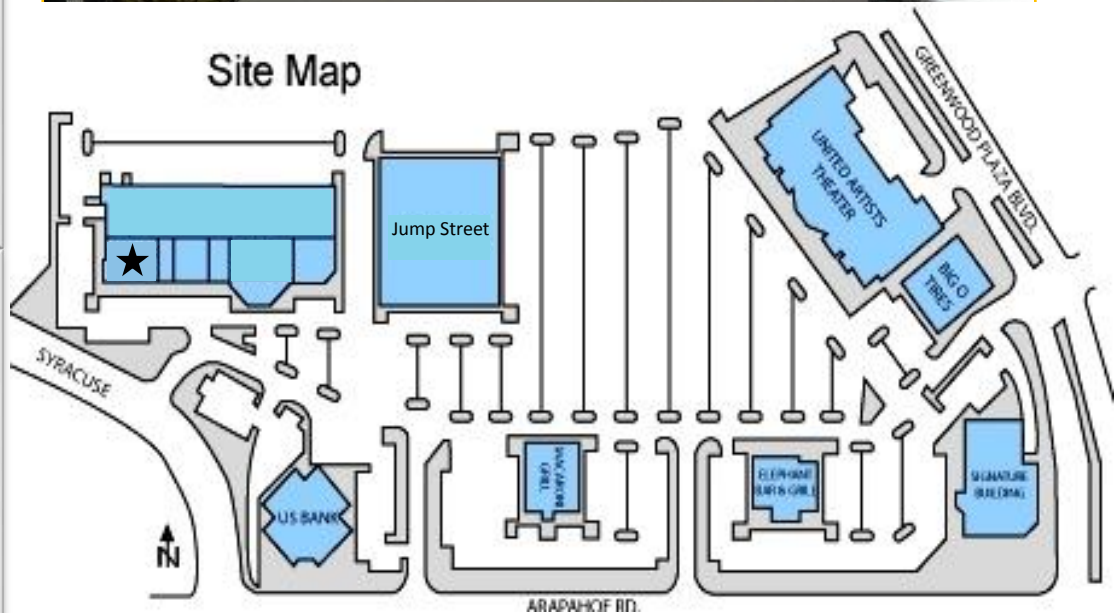 Site Map
GREENWOOD PLAZA BLVD.
UNITED ARTISTS
THEATER
Jump Street
BIG O
TIRES
SYRACUSE
GRILL
ELEPHANT
BAR & GRILL
SIGNATURE
BUILDING
US BANK
N
ARAPAHOE RD.